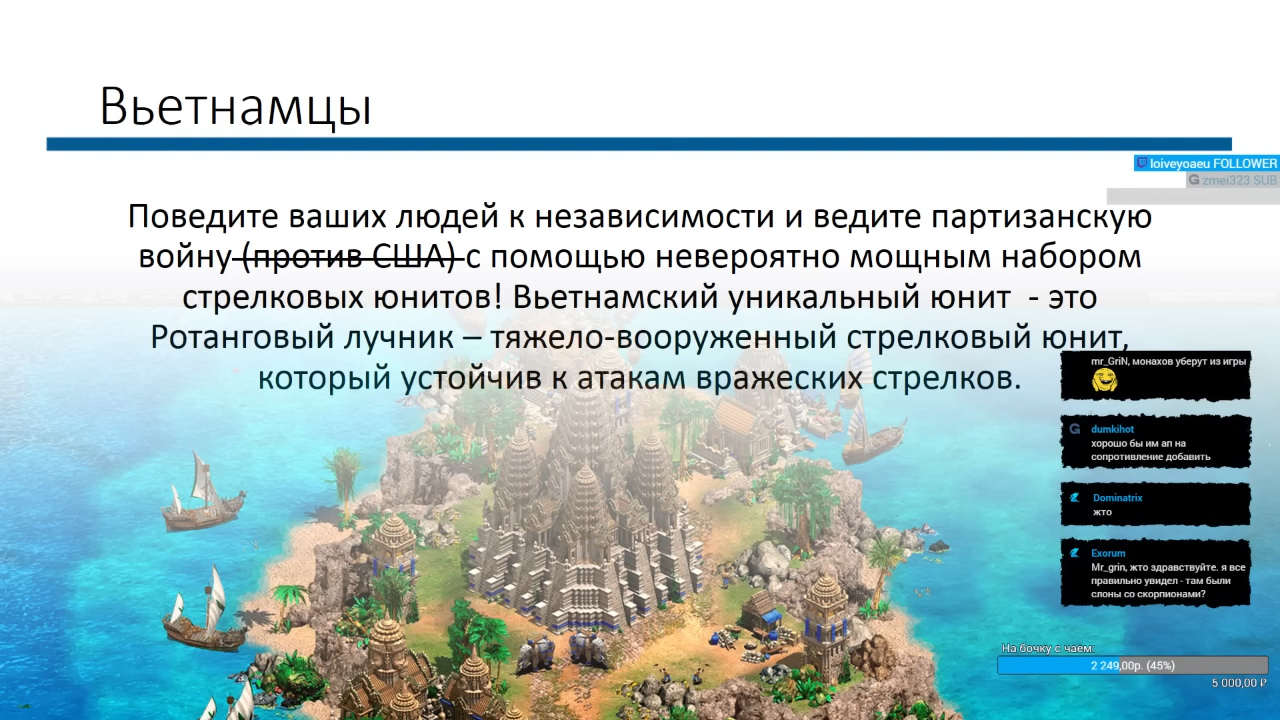 Вьетнамцы
loiveyoaeu FOLLOWER
zmei323 SUB
Поведите ваших людей к независимости и ведите партизанскую
войну (против США) с помощью невероятно мощным набором
стрелковых юнитов! Вьетнамский уникальный юнит  - это
Ротанговый лучник – тяжело-вооруженный стрелковый юнит,
который устойчив к атакам вражеских стрелков.
mr_GriN, монахов уберут из игры
dumkihot
хорошо бы им ап на
сопротивление добавить
Dominatrix
жто
Exorum
Mr_grin, жто здравствуйте. я все
правильно увидел - там были
слоны со скорпионами?
На бочку с чаем:
2 249,00р. (45%)
5 000,00 ₽